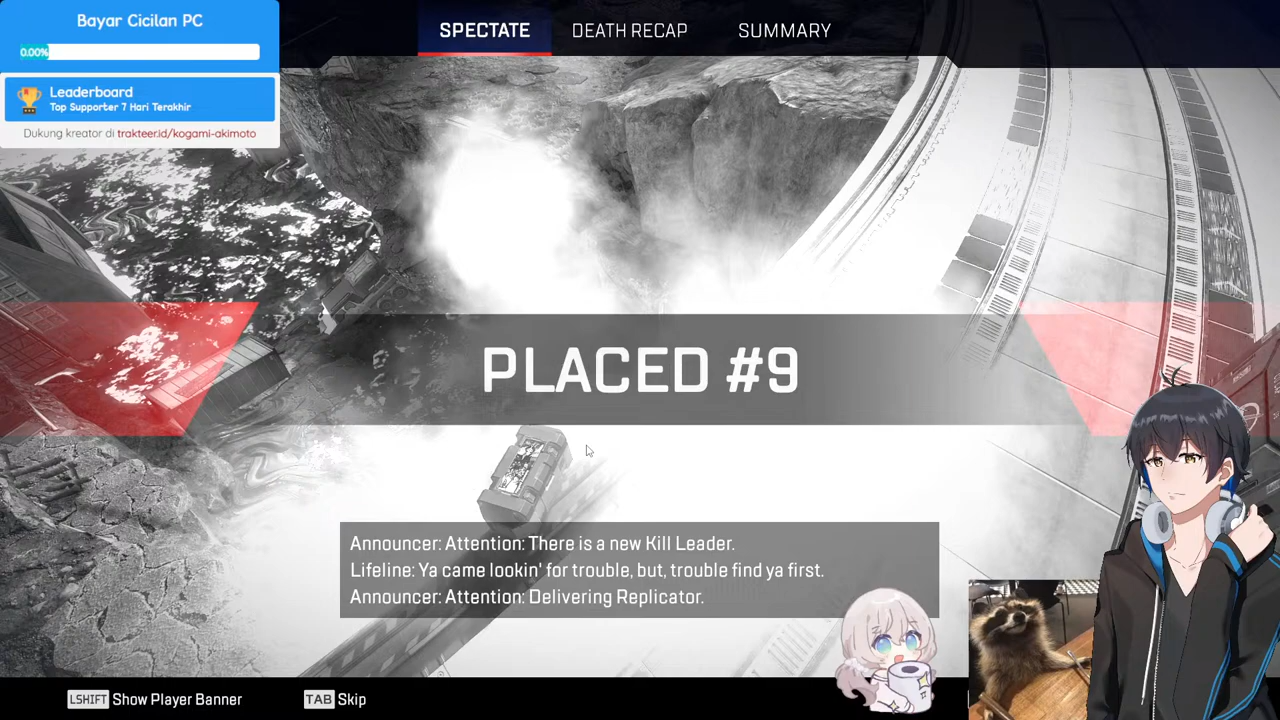 Bayar Cicilan PC
0.00%
Leaderboard
Top Supporter 7 Hari Terakhir
Dukung kreator di trakteer.id/kogami-akimoto
SPECTATE
DEATH RECAP
SUMMARY
PLACED #9
Announcer: Attention: There is a new Kill Leader.
Lifeline: Ya came lookin' for trouble, but, trouble find ya first.
Announcer: Attention: Delivering Replicator.
LSHIFT Show Player Banner
TAB Skip